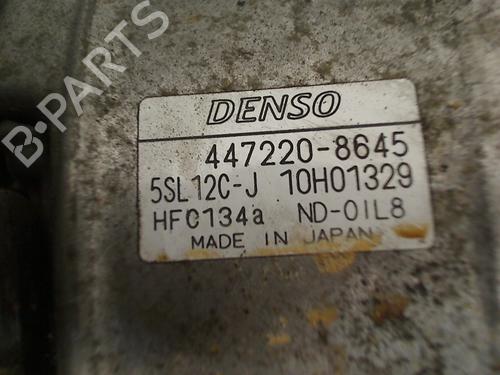 B-PARTS
DENSO
447220-8645
5SL12C-J 10H01329
HFC134a ND-OIL8
MADE IN JAPAN